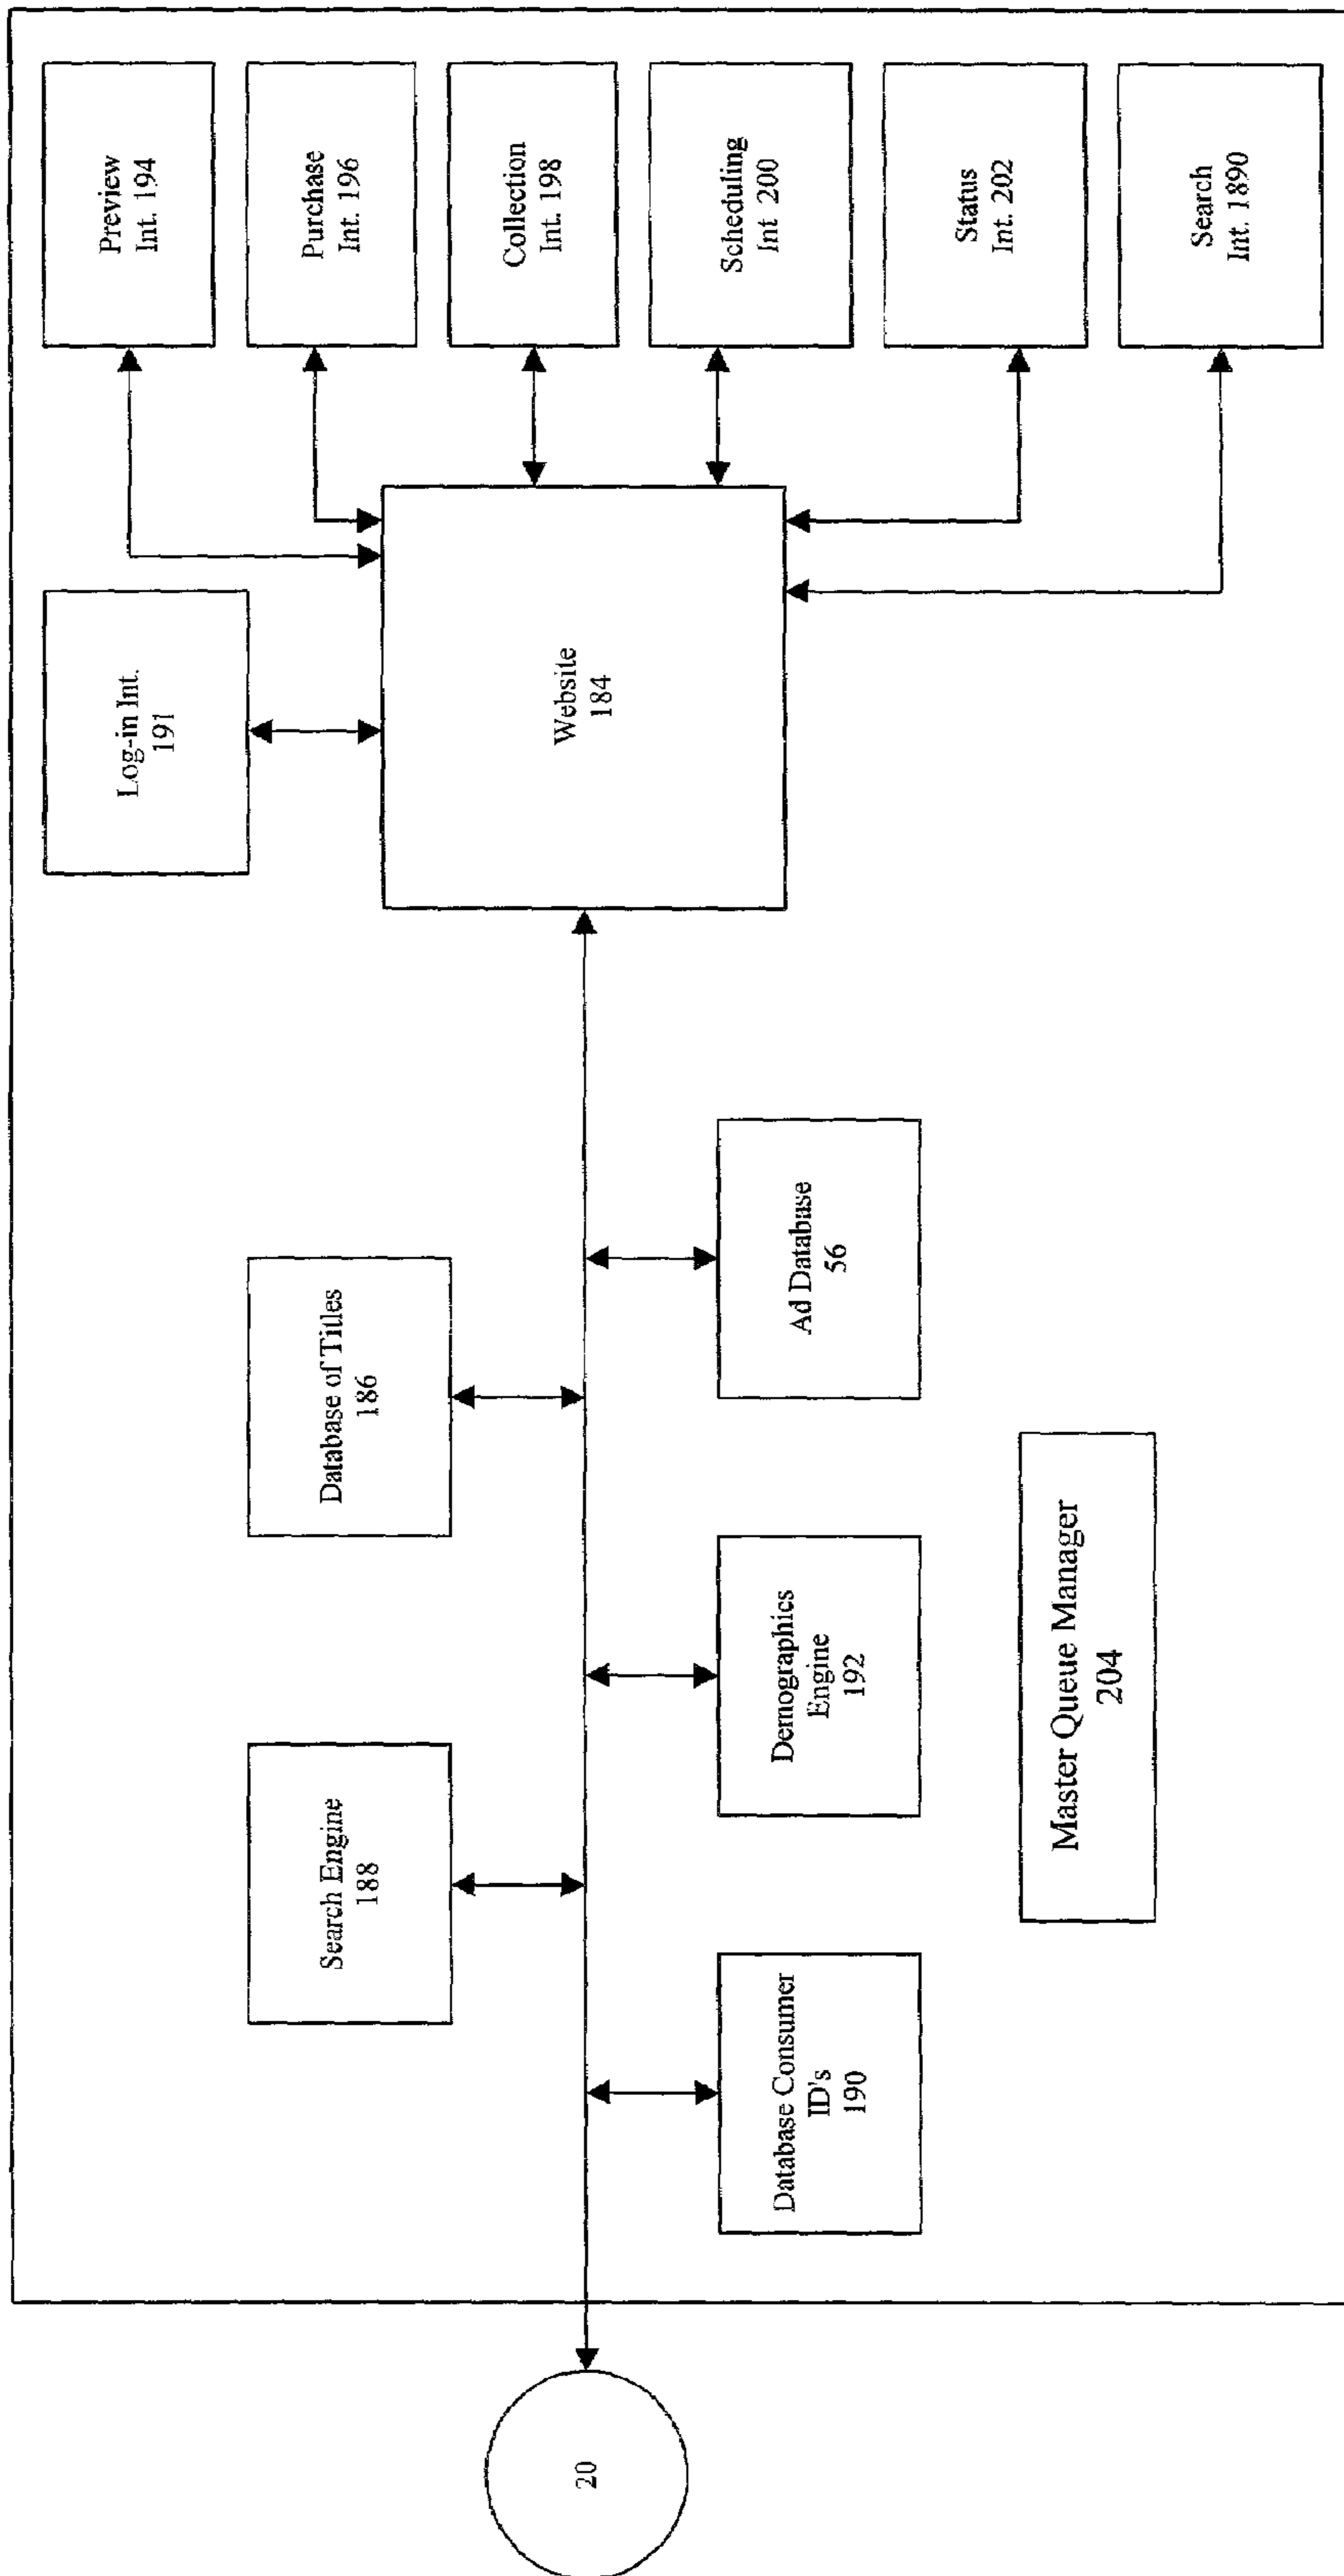 20
Search Engine
188
Database of Titles
186
Log-in Int.
191
Preview
Int. 194
Purchase
Int. 196
Collection
Int. 198
Scheduling
Int 200
Status
Int. 202
Search
Int. 1890
Website
184
Database Consumer
ID's
190
Demographics
Engine
192
Ad Database
56
Master Queue Manager
204